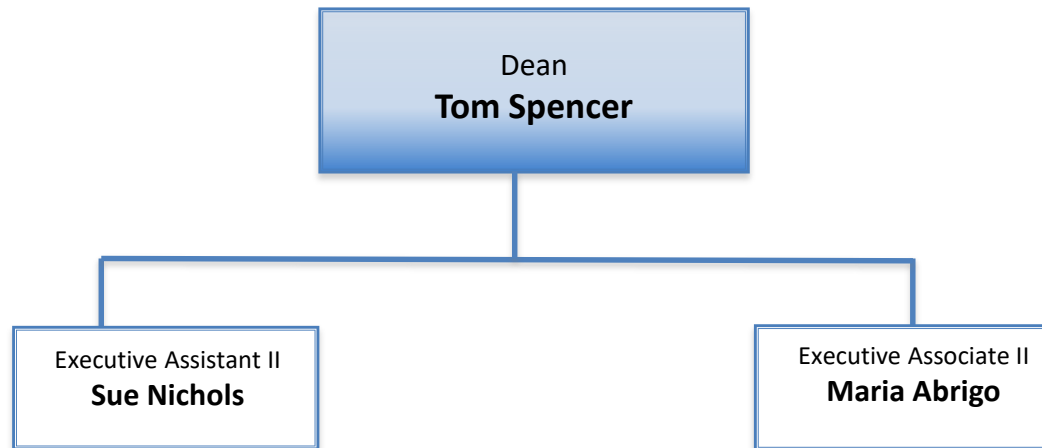 Dean
Tom Spencer
Executive Assistant II
Sue Nichols
Executive Associate II
Maria Abrigo